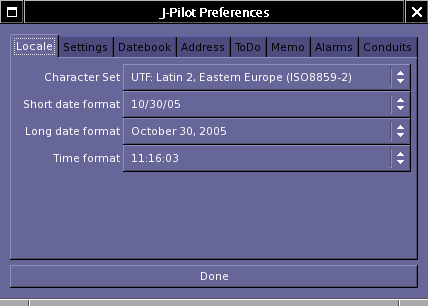 J-Pilot Preferences
Locale Settings Datebook Address ToDo Memo Alarms Conduits
Character Set UTF: Latin 2, Eastern Europe (ISO8859-2)
Short date format 10/30/05
Long date format October 30, 2005
Time format 11:16:03
Done